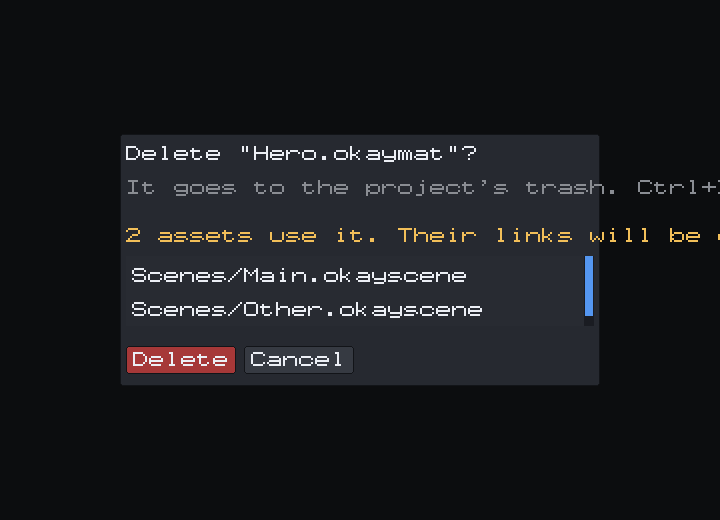 Delete "Hero.okaymat"?
It goes to the project's trash. Ctrl+
2 assets use it. Their links will be
Scenes/Main.okayscene
Scenes/Other.okayscene
Delete Cancel